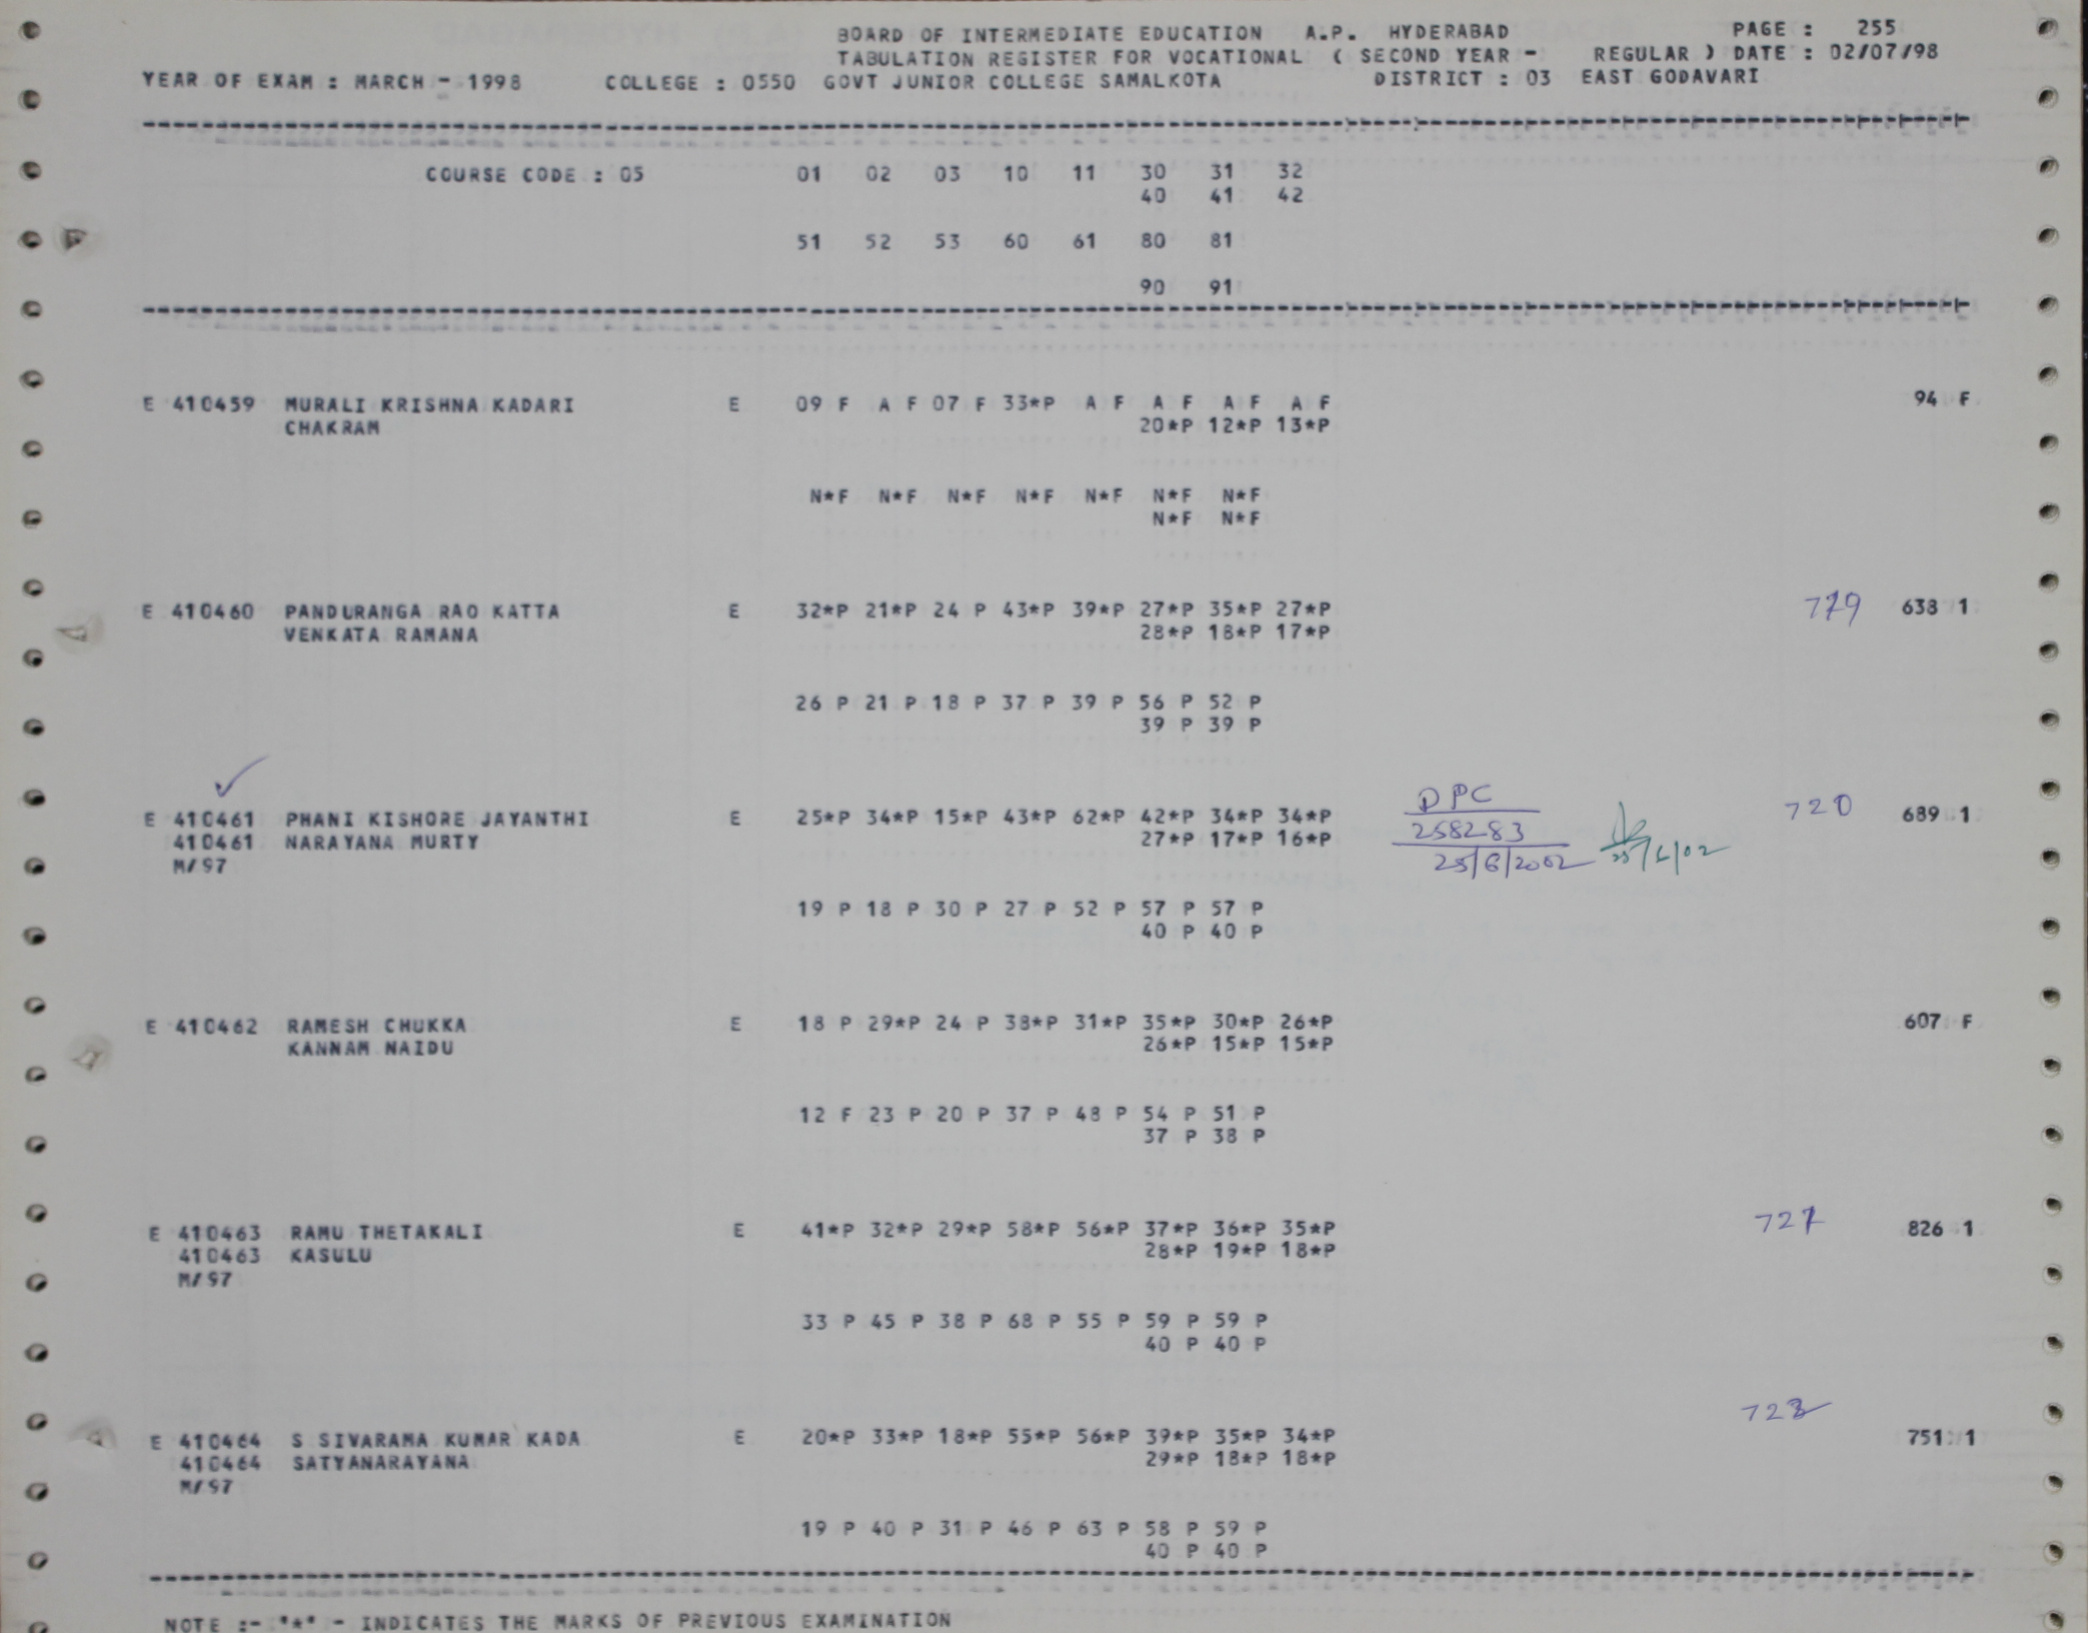 BOARD OF INTERMEDIATE EDUCATION A.P. HYDERABAD PAGE : 255
TABULATION REGISTER FOR VOCATIONAL ( SECOND YEAR - REGULAR ) DATE : 02/07/98
YEAR OF EXAM : MARCH - 1998 COLLEGE : 0550 GOVT JUNIOR COLLEGE SAMALKOTA DISTRICT : 03 EAST GODAVARI
COURSE CODE : 05 01 02 03 10 11 30 31 32
40 41 42
51 52 53 60 61 80 81
90 91
E 410459 MURALI KRISHNA KADARI E 09 F A F 07 F 33*P A F A F A F A F 94 F
CHAKRAM 20*P 12*P 13*P
N*F N*F N*F N*F N*F N*F N*F
N*F N*F
E 410460 PANDURANGA RAO KATTA E 32*P 21*P 24 P 43*P 39*P 27*P 35*P 27*P 638 1
VENKATA RAMANA 28*P 18*P 17*P
26 P 21 P 18 P 37 P 39 P 56 P 52 P
39 P 39 P
DPC
E 410461 PHANI KISHORE JAYANTHI E 25*P 34*P 15*P 43*P 62*P 42*P 34*P 34*P 720 689 1
410461 NARAYANA MURTY 27*P 17*P 16*P 258283
M/97 25/6/2002 25/6/02
19 P 18 P 30 P 27 P 52 P 57 P 57 P
40 P 40 P
E 410462 RAMESH CHUKKA E 18 P 29*P 24 P 38*P 31*P 35*P 30*P 26*P 607 F
KANNAM NAIDU 26*P 15*P 15*P
12 F 23 P 20 P 37 P 48 P 54 P 51 P
37 P 38 P
E 410463 RAMU THETAKALI E 41*P 32*P 29*P 58*P 56*P 37*P 36*P 35*P 826 1
410463 KASULU 28*P 19*P 18*P
M/97
33 P 45 P 38 P 68 P 55 P 59 P 59 P
40 P 40 P
E 410464 S SIVARAMA KUMAR KADA E 20*P 33*P 18*P 55*P 56*P 39*P 35*P 34*P 751 1
410464 SATYANARAYANA 29*P 18*P 18*P
M/97
19 P 40 P 31 P 46 P 63 P 58 P 59 P
40 P 40 P
NOTE :- "*" - INDICATES THE MARKS OF PREVIOUS EXAMINATION